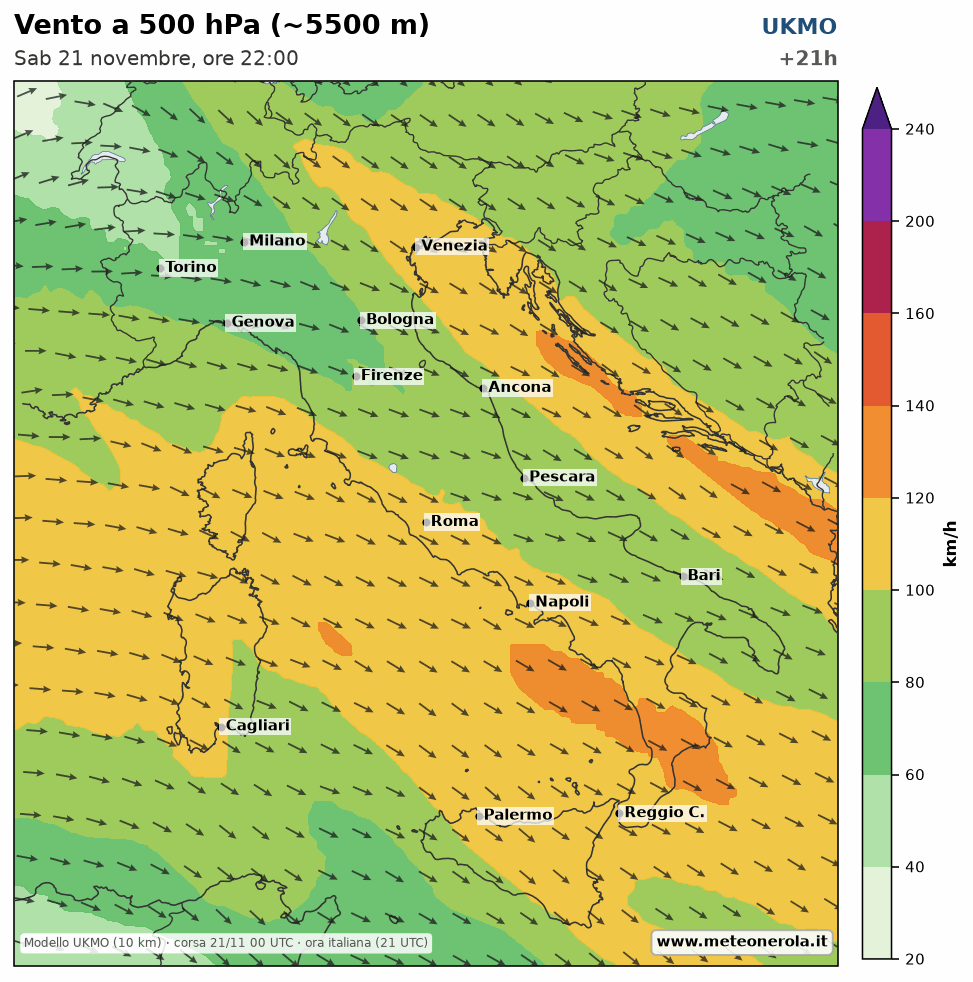 Vento a 500 hPa (~5500 m)
UKMO
Sab 21 novembre, ore 22:00
+21h
Venezia
Milano
Torino
Genova
Bologna
Firenze
Ancona
Pescara
Roma
Bari
Napoli
Cagliari
Palermo
Reggio C.
240
200
160
140
120
100
80
60
40
20
km/h
Modello UKMO (10 km) · corsa 21/11 00 UTC · ora italiana (21 UTC)
www.meteonerola.it